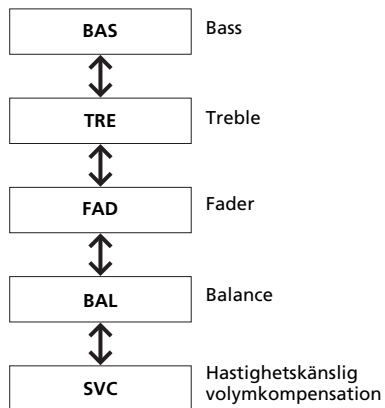 BAS Bass
TRE Treble
FAD Fader
BAL Balance
SVC Hastighetskänslig
volymkompensation